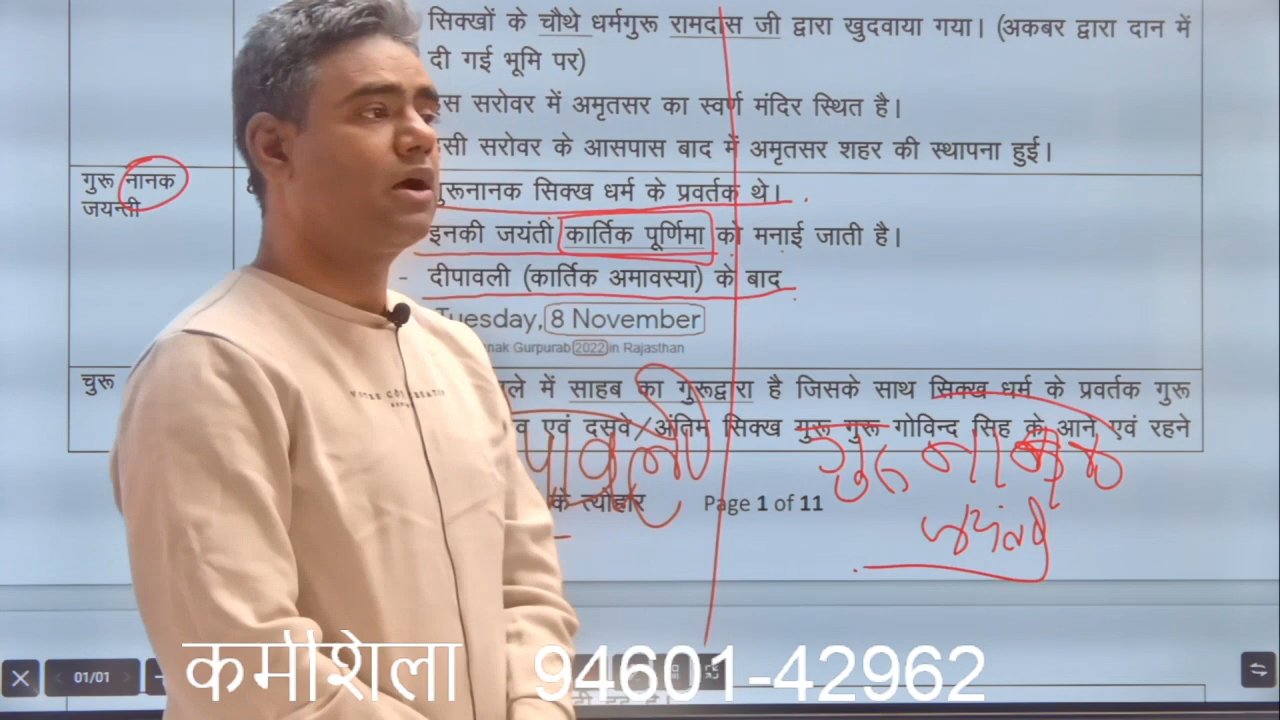 सिक्खों के चौथे धर्मगुरू रामदास जी द्वारा खुदवाया गया। (अकबर द्वारा दान में
दी गई भूमि पर)
स सरोवर में अमृतसर का स्वर्ण मंदिर स्थित है।
सी सरोवर के आसपास बाद में अमृतसर शहर की स्थापना हुई।
गुरू नानक
जयन्ती
गुरूनानक सिक्ख धर्म के प्रवर्तक थे।
इनकी जयंती कार्तिक पूर्णिमा को मनाई जाती है।
- दीपावली (कार्तिक अमावस्या) के बाद
Tuesday, 8 November
nak Gurpurab 2022 in Rajasthan
चुरू
ले में साहब का गुरूद्वारा है जिसके साथ सिक्ख धर्म के प्रवर्तक गुरू
व एवं दसवे/अंतिम सिक्ख गुरू गुरू गोविन्द सिह के आने एवं रहने
पावली
गुरु नानक
जयंती
के त्यौहार Page 1 of 11
01/01
कर्मशिला 94601-42962